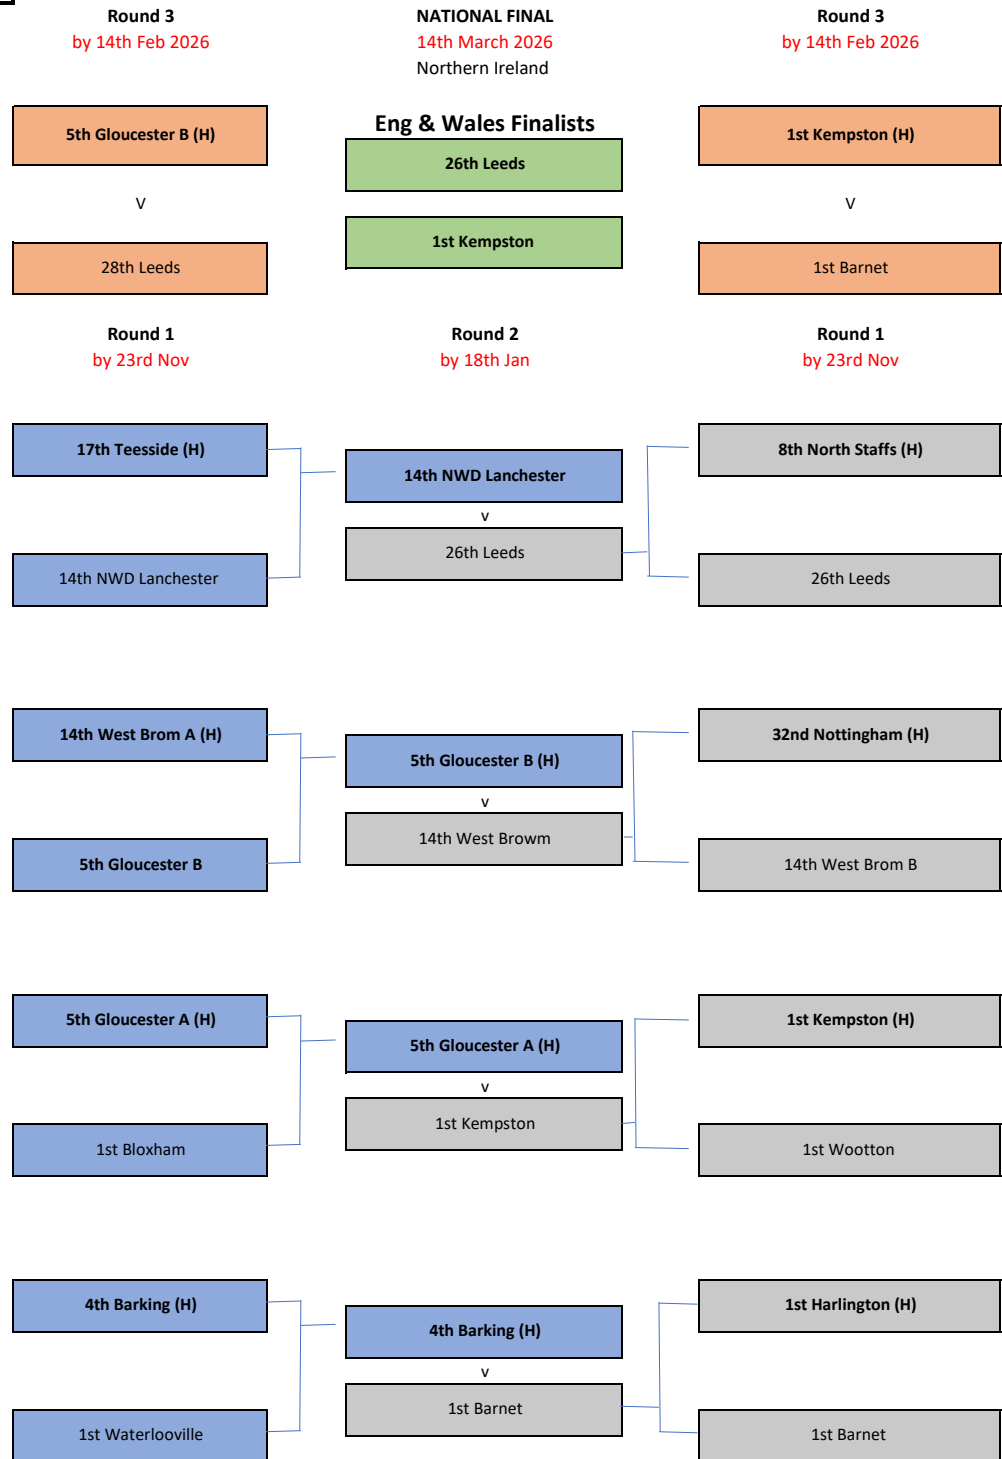 Round 3
NATIONAL FINAL
Round 3
by 14th Feb 2026
14th March 2026
by 14th Feb 2026
Northern Ireland
5th Gloucester B (H)
Eng & Wales Finalists
1st Kempston (H)
26th Leeds
V
V
1st Kempston
28th Leeds
1st Barnet
Round 1
Round 2
Round 1
by 23rd Nov
by 18th Jan
by 23rd Nov
17th Teesside (H)
8th North Staffs (H)
14th NWD Lanchester
v
26th Leeds
14th NWD Lanchester
26th Leeds
14th West Brom A (H)
32nd Nottingham (H)
5th Gloucester B (H)
v
14th West Browm
5th Gloucester B
14th West Brom B
5th Gloucester A (H)
1st Kempston (H)
5th Gloucester A (H)
v
1st Kempston
1st Bloxham
1st Wootton
4th Barking (H)
1st Harlington (H)
4th Barking (H)
v
1st Barnet
1st Waterlooville
1st Barnet